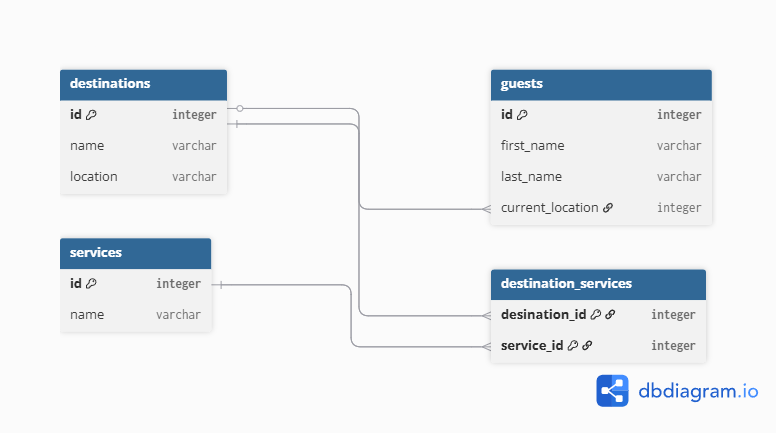 destinations
id integer
name varchar
location varchar
guests
id integer
first_name varchar
last_name varchar
current_location integer
services
id integer
name varchar
destination_services
desination_id integer
service_id integer
dbdiagram.io